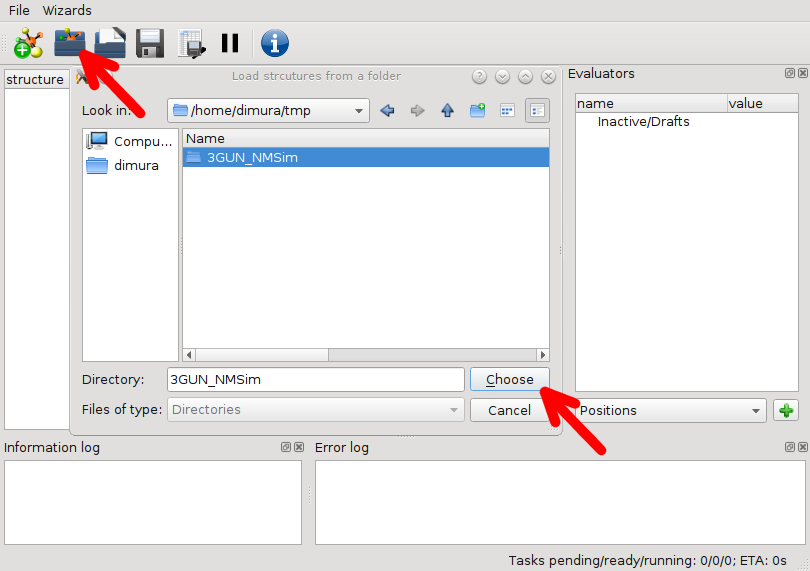 File Wizards
structure
Load strcutures from a folder
Look in:
/home/dimura/tmp
Compu...
dimura
Name
3GUN_NMSim
Directory:
3GUN_NMSim
Choose
Files of type:
Directories
Cancel
Evaluators
name value
Inactive/Drafts
Positions
Information log
Error log
Tasks pending/ready/running: 0/0/0; ETA: 0s